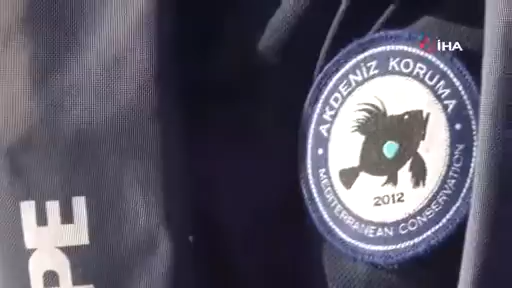 İHA
AKDENİZ KORUMA
2012
MEDITERRANEAN CONSERVATION
PE